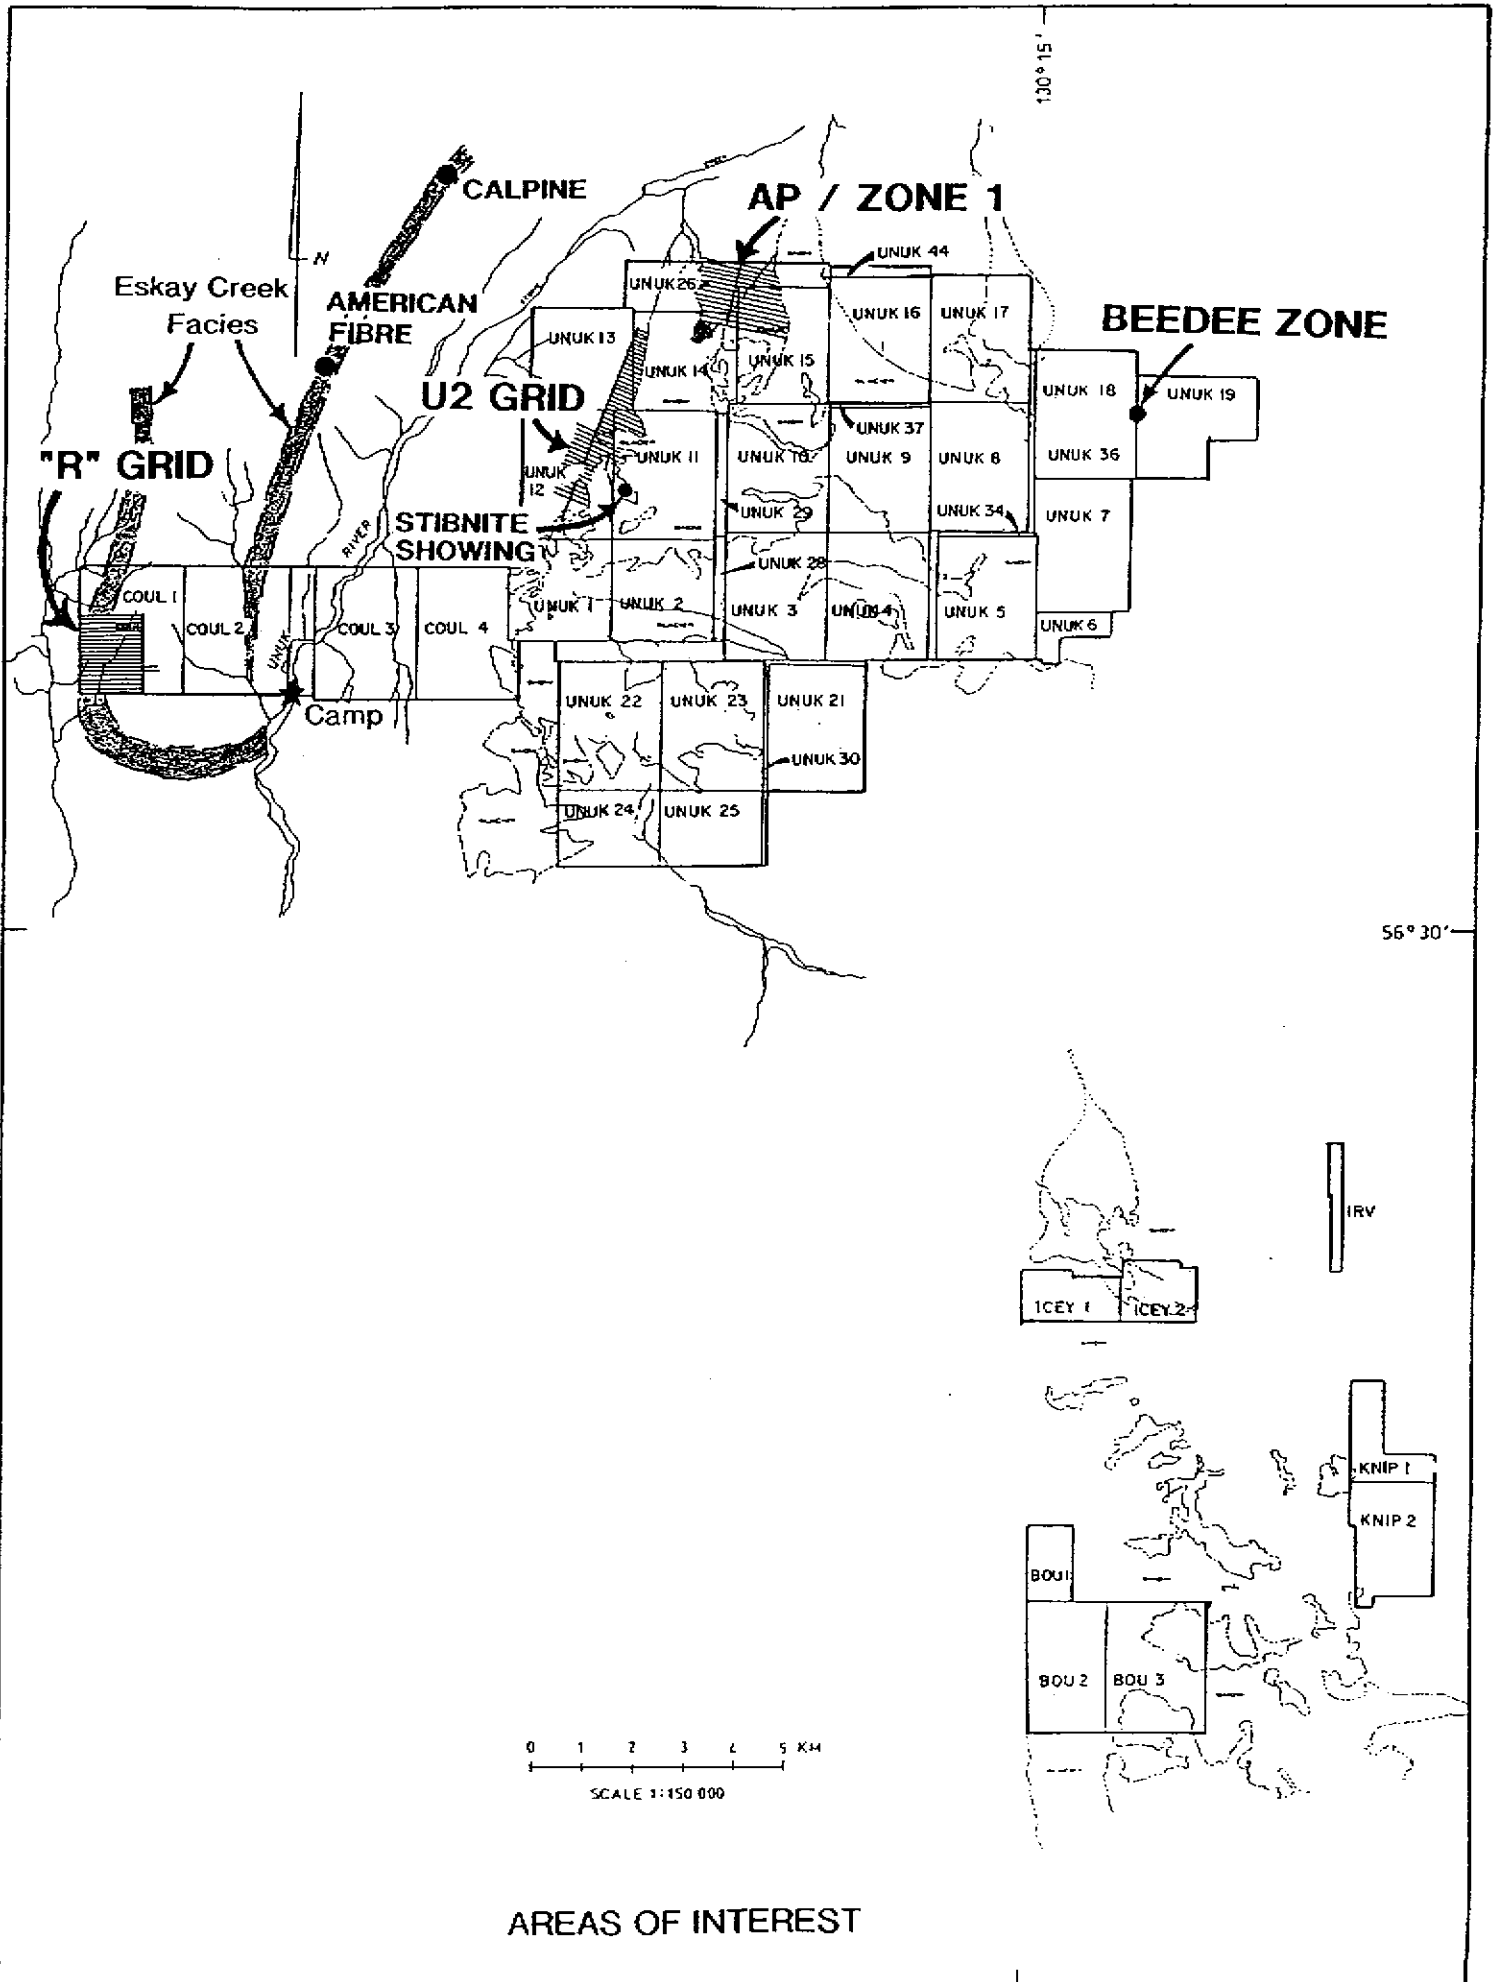 130° 15'
CALPINE
AP / ZONE 1
UNUK 44
N
Eskay Creek
Facies
AMERICAN
FIBRE
UNUK 26
UNUK 16
UNUK 17
BEEDEE ZONE
UNUK 13
UNUK 14
UNUK 15
UNUK 18
UNUK 19
U2 GRID
UNUK 37
"R" GRID
UNUK
12
UNUK 11
UNUK 10
UNUK 9
UNUK 8
UNUK 36
STIBNITE
SHOWING
UNUK 29
UNUK 34
UNUK 7
RIVER
UNUK 28
COUL 1
COUL 2
UNUK
COUL 3
COUL 4
UNUK 1
UNUK 2
GLACIER
UNUK 3
UNUK 4
UNUK 5
UNUK 6
Camp
UNUK 22
UNUK 23
UNUK 21
UNUK 30
UNUK 24
UNUK 25
56° 30'
IRV
ICEY 1
ICEY 2
KNIP 1
KNIP 2
BOU 1
BOU 2
BOU 3
0 1 2 3 4 5 KM
SCALE 1:150 000
AREAS OF INTEREST